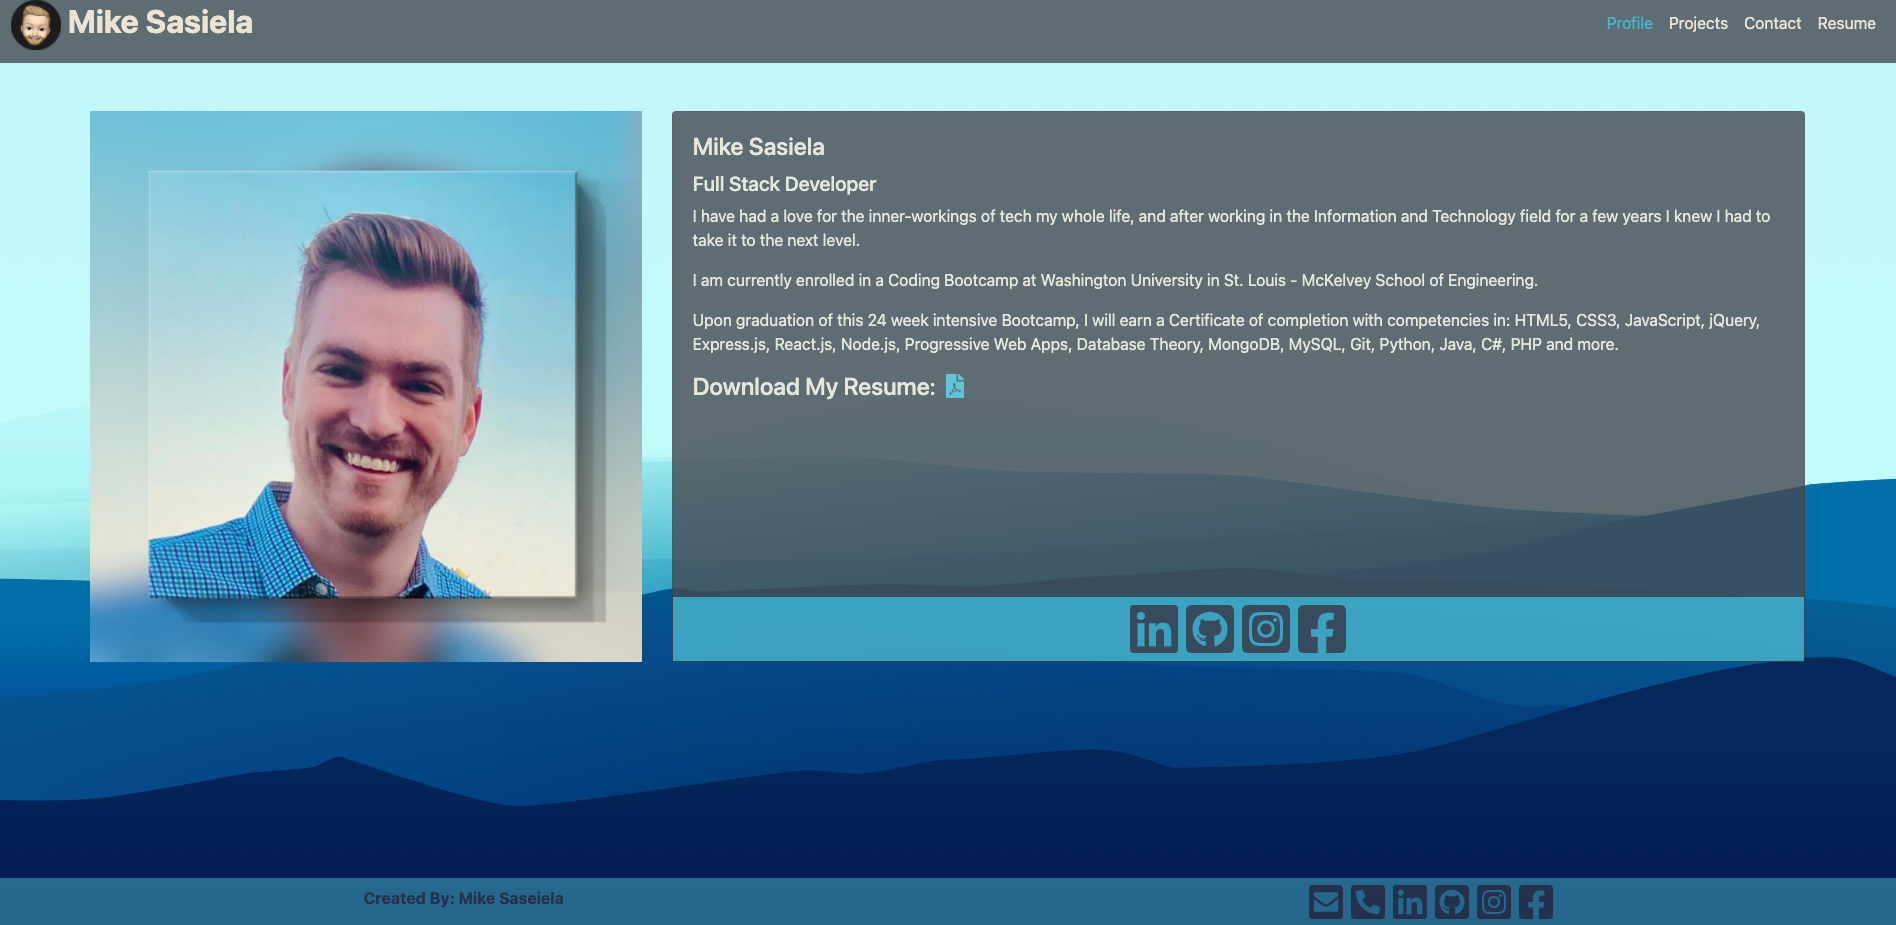 Mike Sasiela
Profile Projects Contact Resume
Mike Sasiela
Full Stack Developer
I have had a love for the inner-workings of tech my whole life, and after working in the Information and Technology field for a few years I knew I had to
take it to the next level.
I am currently enrolled in a Coding Bootcamp at Washington University in St. Louis - McKelvey School of Engineering.
Upon graduation of this 24 week intensive Bootcamp, I will earn a Certificate of completion with competencies in: HTML5, CSS3, JavaScript, jQuery,
Express.js, React.js, Node.js, Progressive Web Apps, Database Theory, MongoDB, MySQL, Git, Python, Java, C#, PHP and more.
Download My Resume:
Created By: Mike Saseiela